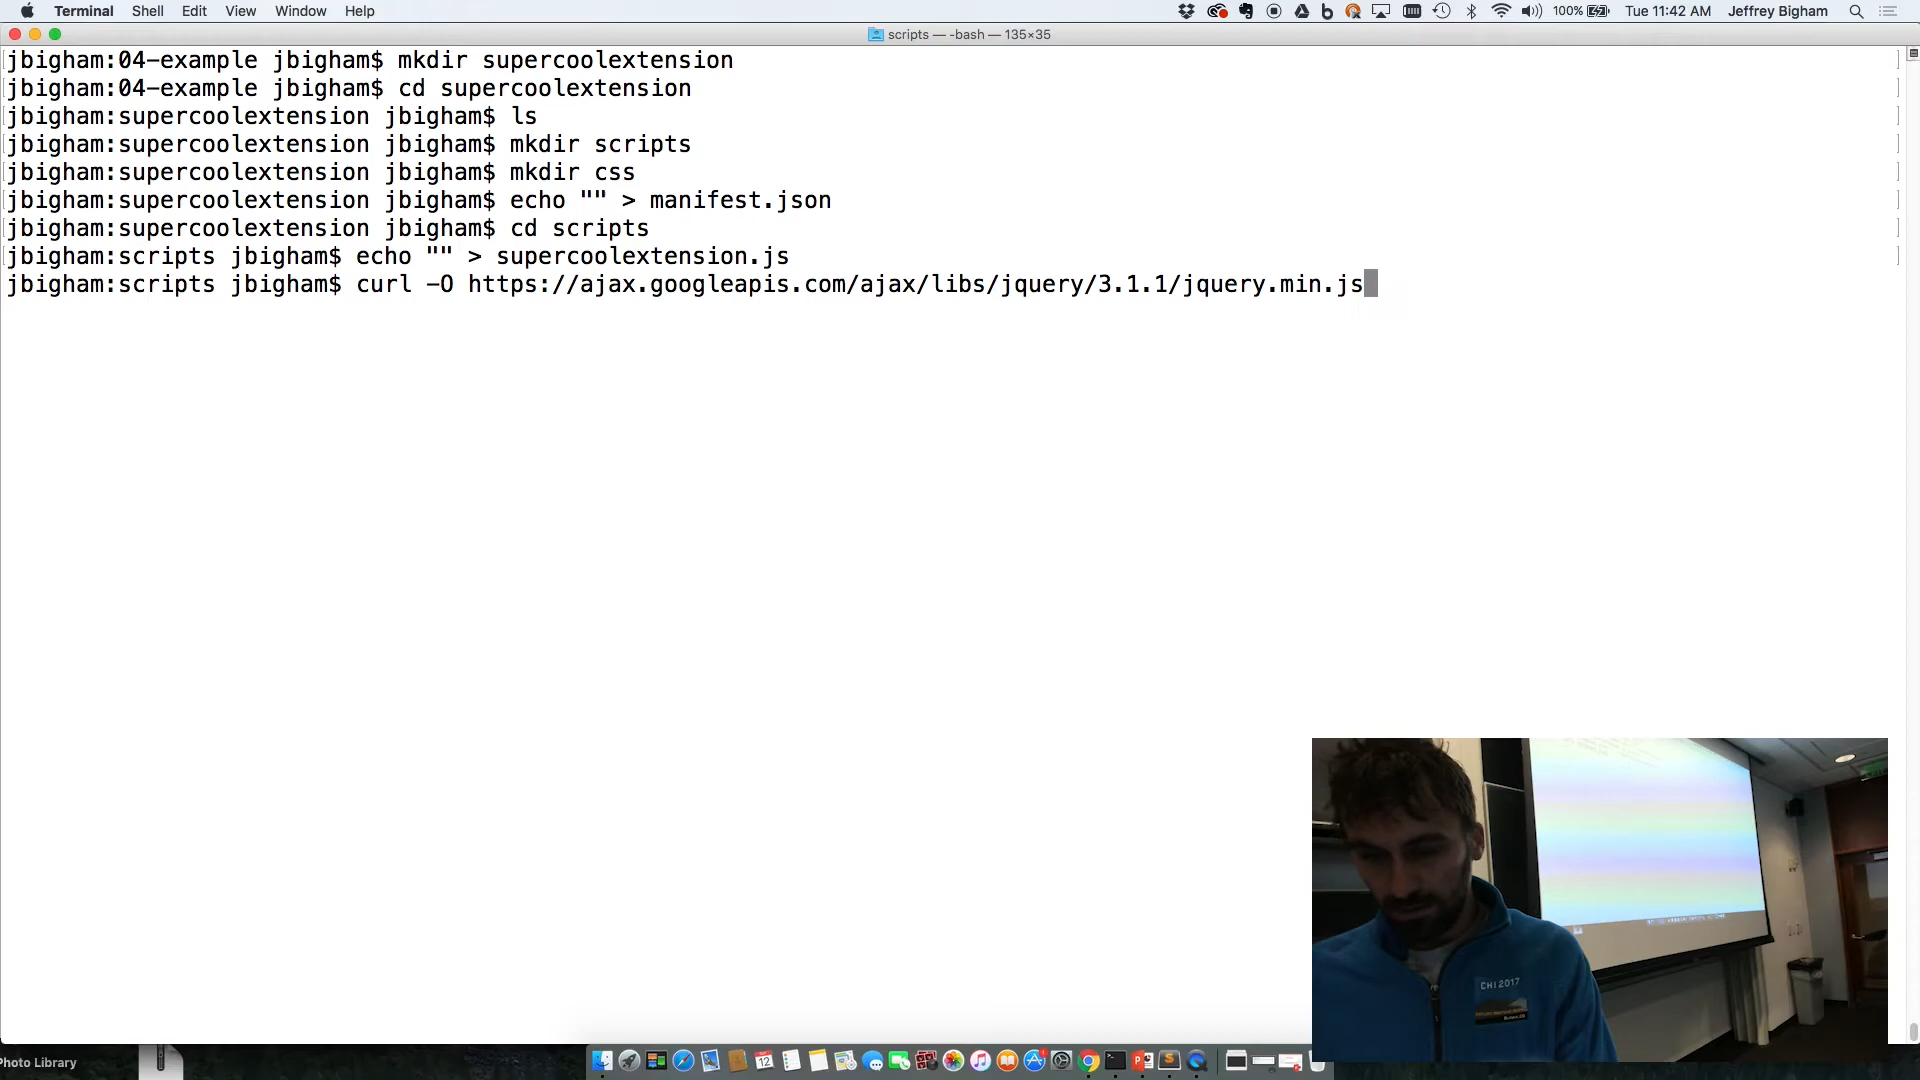 Terminal Shell Edit View Window Help 100% Tue 11:42 AM Jeffrey Bigham
scripts — -bash — 135×35
jbigham:04-example jbigham$ mkdir supercoolextension
jbigham:04-example jbigham$ cd supercoolextension
jbigham:supercoolextension jbigham$ ls
jbigham:supercoolextension jbigham$ mkdir scripts
jbigham:supercoolextension jbigham$ mkdir css
jbigham:supercoolextension jbigham$ echo "" > manifest.json
jbigham:supercoolextension jbigham$ cd scripts
jbigham:scripts jbigham$ echo "" > supercoolextension.js
jbigham:scripts jbigham$ curl -O https://ajax.googleapis.com/ajax/libs/jquery/3.1.1/jquery.min.js
CHI 2017
Photo Library
12